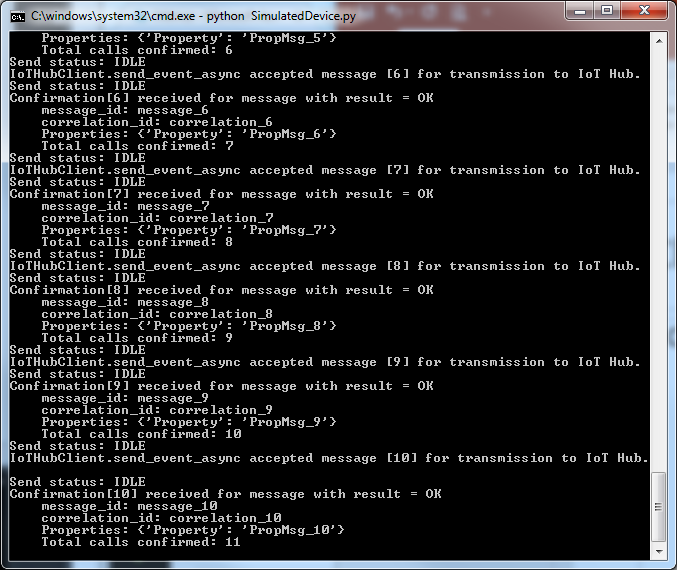 C:\windows\system32\cmd.exe - python  SimulatedDevice.py
    Properties: {'Property': 'PropMsg_5'}
    Total calls confirmed: 6
Send status: IDLE
IoTHubClient.send_event_async accepted message [6] for transmission to IoT Hub.
Send status: IDLE
Confirmation[6] received for message with result = OK
    message_id: message_6
    correlation_id: correlation_6
    Properties: {'Property': 'PropMsg_6'}
    Total calls confirmed: 7
Send status: IDLE
IoTHubClient.send_event_async accepted message [7] for transmission to IoT Hub.
Send status: IDLE
Confirmation[7] received for message with result = OK
    message_id: message_7
    correlation_id: correlation_7
    Properties: {'Property': 'PropMsg_7'}
    Total calls confirmed: 8
Send status: IDLE
IoTHubClient.send_event_async accepted message [8] for transmission to IoT Hub.
Send status: IDLE
Confirmation[8] received for message with result = OK
    message_id: message_8
    correlation_id: correlation_8
    Properties: {'Property': 'PropMsg_8'}
    Total calls confirmed: 9
Send status: IDLE
IoTHubClient.send_event_async accepted message [9] for transmission to IoT Hub.
Send status: IDLE
Confirmation[9] received for message with result = OK
    message_id: message_9
    correlation_id: correlation_9
    Properties: {'Property': 'PropMsg_9'}
    Total calls confirmed: 10
Send status: IDLE
IoTHubClient.send_event_async accepted message [10] for transmission to IoT Hub.
Send status: IDLE
Confirmation[10] received for message with result = OK
    message_id: message_10
    correlation_id: correlation_10
    Properties: {'Property': 'PropMsg_10'}
    Total calls confirmed: 11